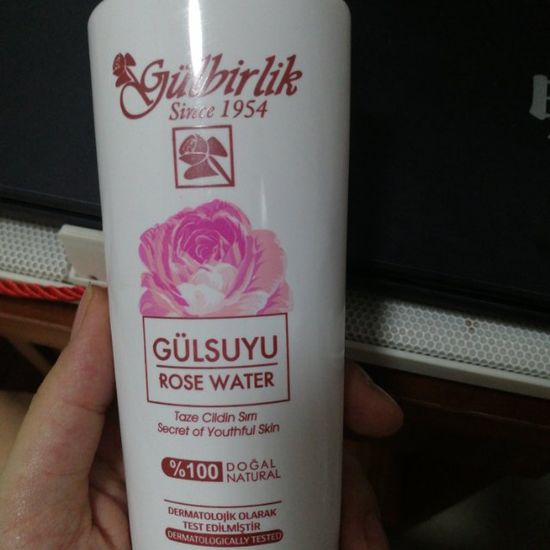 Gülbirlik
Since 1954
GÜLSUYU
ROSE WATER
Taze Cildin Sırrı
Secret of Youthful Skin
%100 DOĞAL
NATURAL
DERMATOLOJİK OLARAK
TEST EDİLMİŞTİR
DERMATOLOGICALLY TESTED